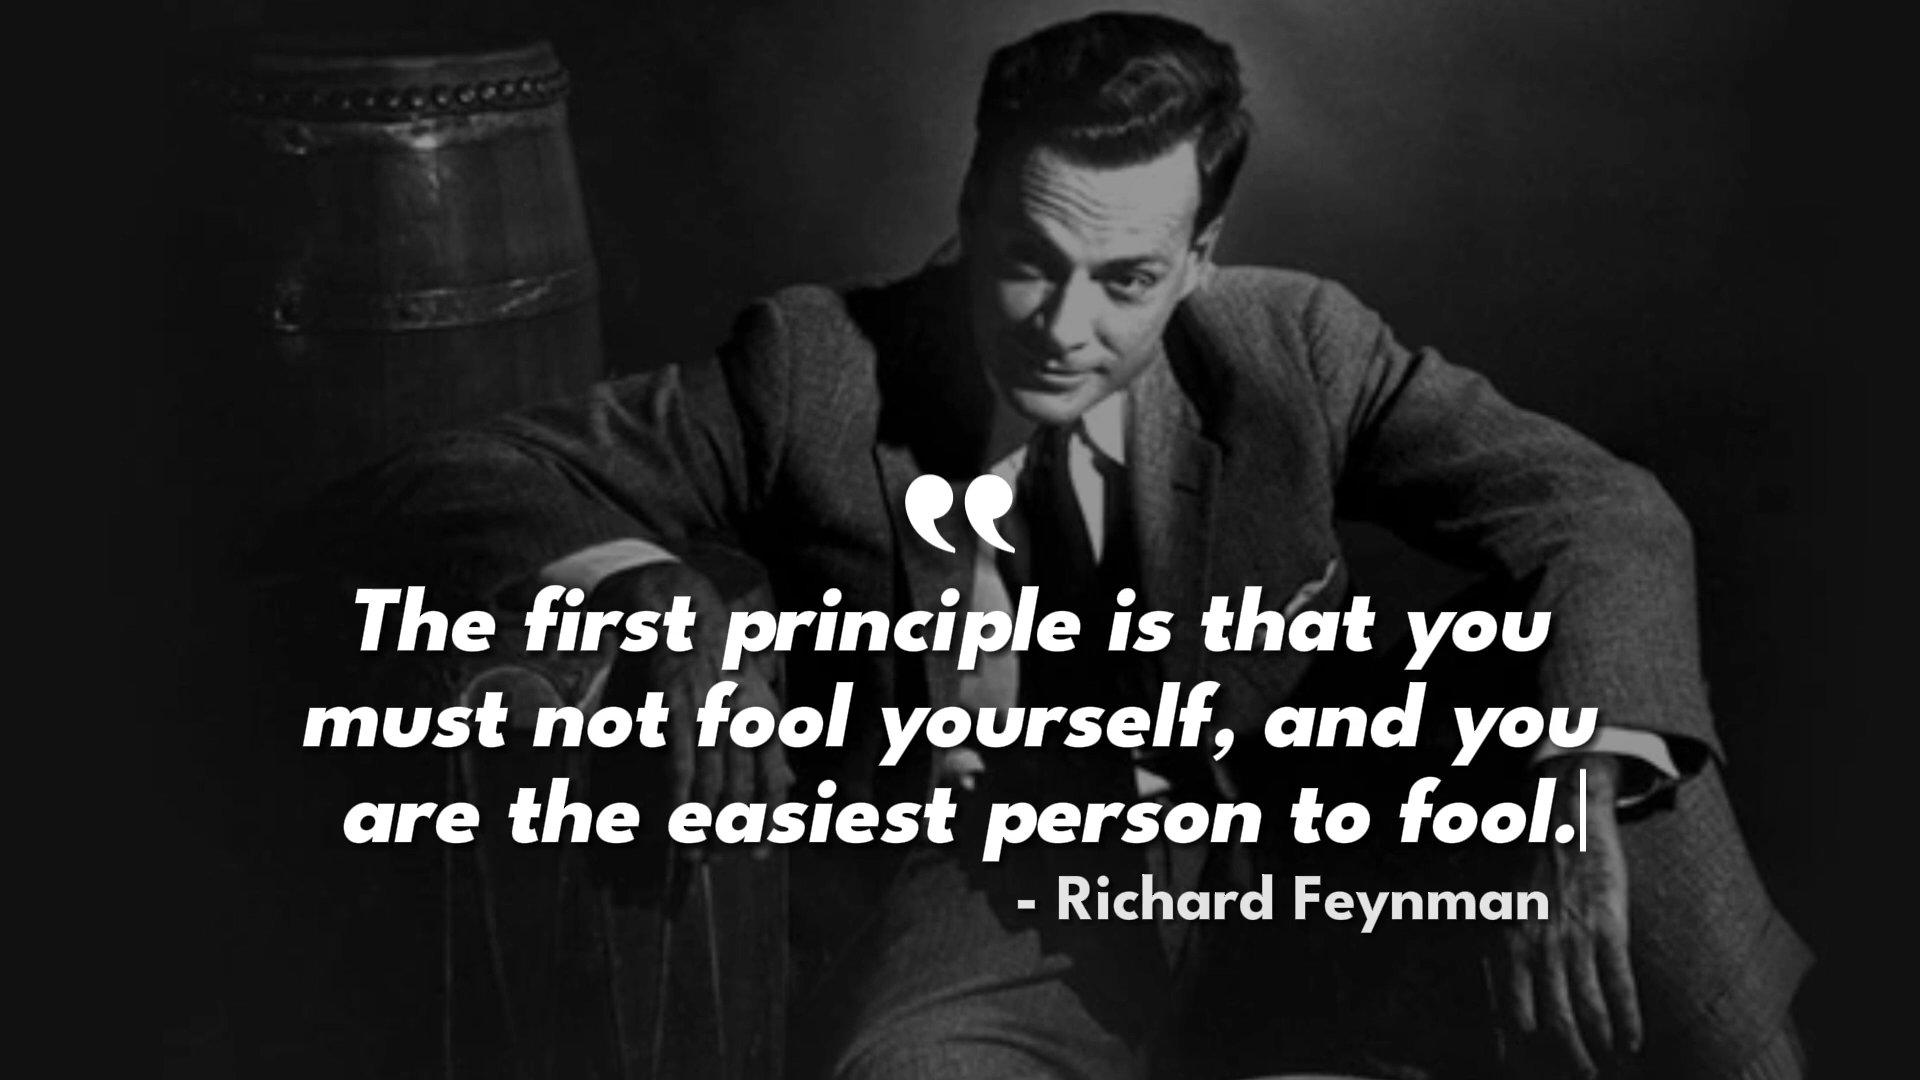 The first principle is that you
must not fool yourself, and you
are the easiest person to fool.
- Richard Feynman